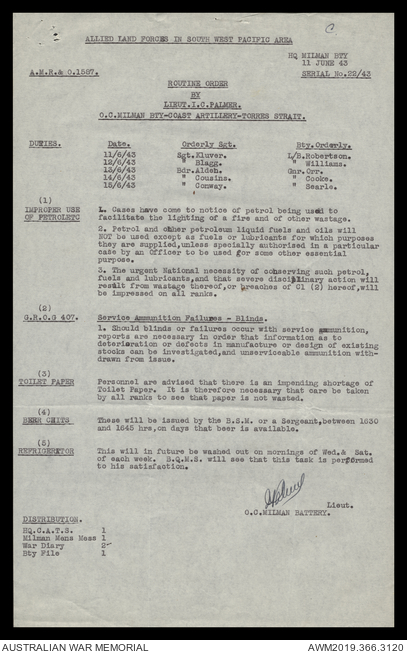 C
ALLIED LAND FORCES IN SOUTH WEST PACIFIC AREA
HQ MILMAN BTY
11 JUNE 43
A.M.R.& O.1587.
SERIAL No.22/43
ROUTINE ORDER
BY
LIEUT.I.C.PALMER.
O.C.MILMAN BTY-COAST ARTILLERY-TORRES STRAIT.
DUTIES. Date. Orderly Sgt. Bty.Orderly.
11/6/43 Sgt.Kluver. L/B.Robertson.
12/6/43 " Blagg. " Williams.
13/6/43 Bdr.Alden. Gnr.Orr.
14/6/43 " Cousins. " Cooke.
15/6/43 " Conway. " Searle.
(1)
IMPROPER USE OF PETROLETC
1. Cases have come to notice of petrol being used to
facilitate the lighting of a fire and of other wastage.
2. Petrol and other petroleum liquid fuels and oils will
NOT be used except as fuels or lubricants for which purposes
they are supplied,unless specially authorised in a particular
case by an Officer to be used for some other essential
purpose.
3. The urgent National necessity of conserving such petrol,
fuels and lubricants,and that severe disciplinary action will
result from wastage thereof,or breaches of Cl (2) hereof,will
be impressed on all ranks.
(2)
G.R.O.G 407. Service Ammunition Failures - Blinds.
1. Should blinds or failures occur with service ammunition,
reports are necessary in order that information as to
deterioration or defects in manufacture or design of existing
stocks can be investigated,and unserviceable ammunition with-
drawn from issue.
(3)
TOILET PAPER Personnel are advised that there is an impending shortage of
Toilet Paper. It is therefore necessary that care be taken
by all ranks to see that paper is not wasted.
(4)
BEER CHITS These will be issued by the B.S.M. or a Sergeant,between 1630
and 1645 hrs,on days that beer is available.
(5)
REFRIGERATOR This will in future be washed out on mornings of Wed.& Sat.
of each week. B.Q.M.S. will see that this task is performed
to his satisfaction.
Lieut.
O.C.MILMAN BATTERY.
DISTRIBUTION.
HQ.C.A.T.S. 1
Milman Mens Mess 1
War Diary 2
Bty File 1
AUSTRALIAN WAR MEMORIAL
AWM2019.366.3120